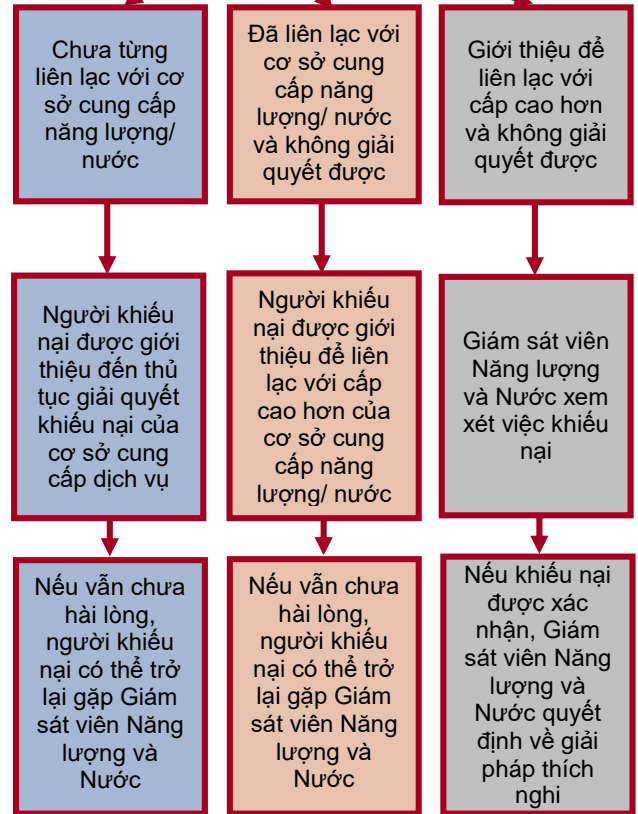 Chưa từng
liên lạc với cơ
sở cung cấp
năng lượng/
nước
Đã liên lạc với
cơ sở cung
cấp năng
lượng/ nước
và không giải
quyết được
Giới thiệu để
liên lạc với
cấp cao hơn
và không giải
quyết được
Người khiếu
nại được giới
thiệu đến thủ
tục giải quyết
khiếu nại của
cơ sở cung
cấp dịch vụ
Người khiếu
nại được giới
thiệu để liên
lạc với cấp
cao hơn của
cơ sở cung
cấp năng
lượng/ nước
Giám sát viên
Năng lượng
và Nước xem
xét việc khiếu
nại
Nếu vẫn chưa
hài lòng,
người khiếu
nại có thể trở
lại gặp Giám
sát viên Năng
lượng và
Nước
Nếu vẫn chưa
hài lòng,
người khiếu
nại có thể trở
lại gặp Giám
sát viên Năng
lượng và
Nước
Nếu khiếu nại
được xác
nhận, Giám
sát viên Năng
lượng và
Nước quyết
định về giải
pháp thích
nghi